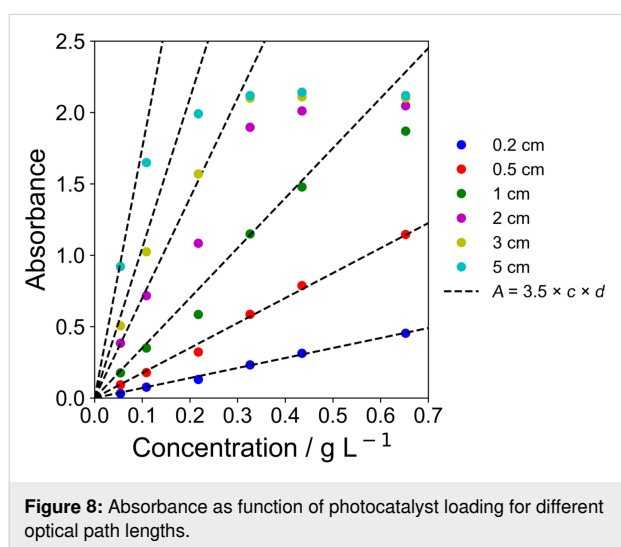 2.5
2.0
1.5
1.0
0.5
0.0
Absorbance
0.0 0.1 0.2 0.3 0.4 0.5 0.6 0.7
Concentration / g L⁻¹
0.2 cm
0.5 cm
1 cm
2 cm
3 cm
5 cm
A = 3.5 × c × d
Figure 8: Absorbance as function of photocatalyst loading for different
optical path lengths.